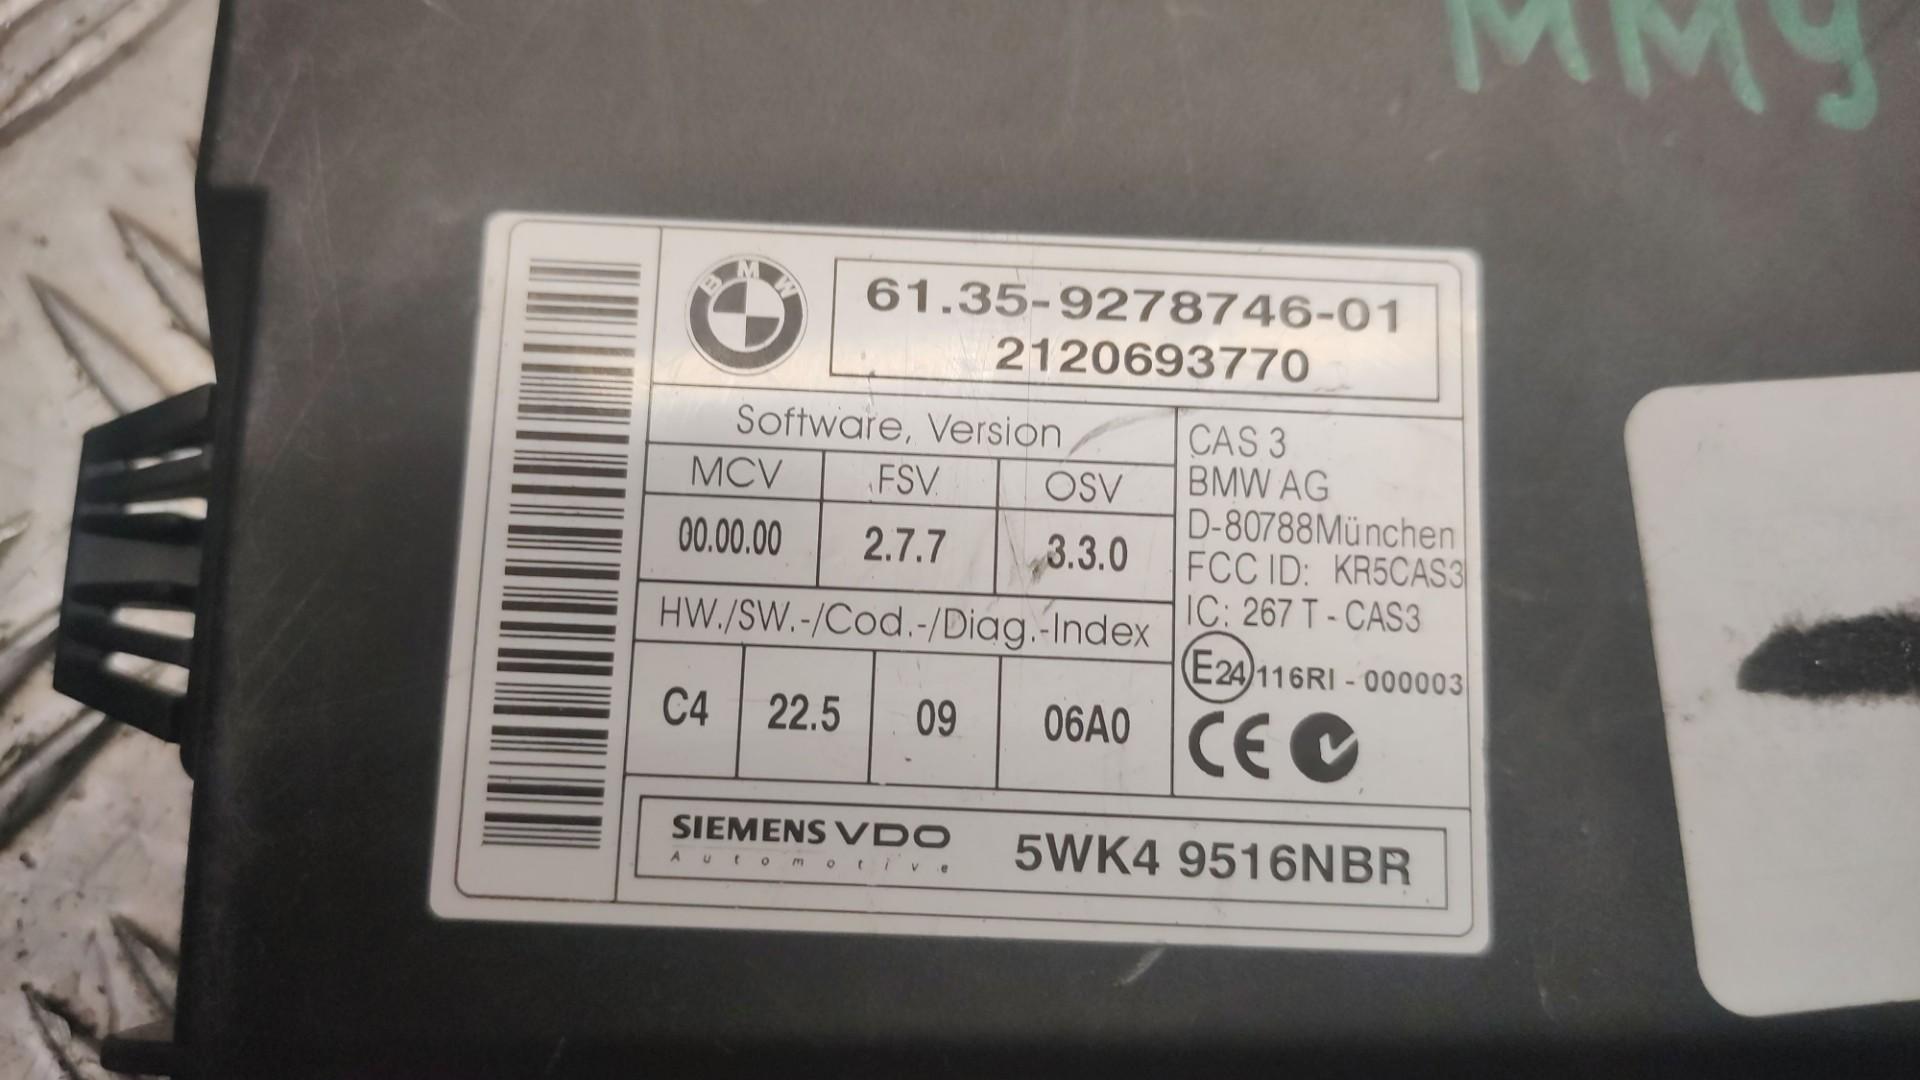 MMY
BMW
61.35-9278746-01
2120693770
Software, Version
MCV FSV OSV
00.00.00 2.7.7 3.3.0
HW./SW.-/Cod.-/Diag.-Index
C4 22.5 09 06A0
CAS 3
BMW AG
D-80788München
FCC ID: KR5CAS3
IC: 267 T - CAS3
E24 116RI - 000003
CE
SIEMENS VDO
Automotive
5WK4 9516NBR